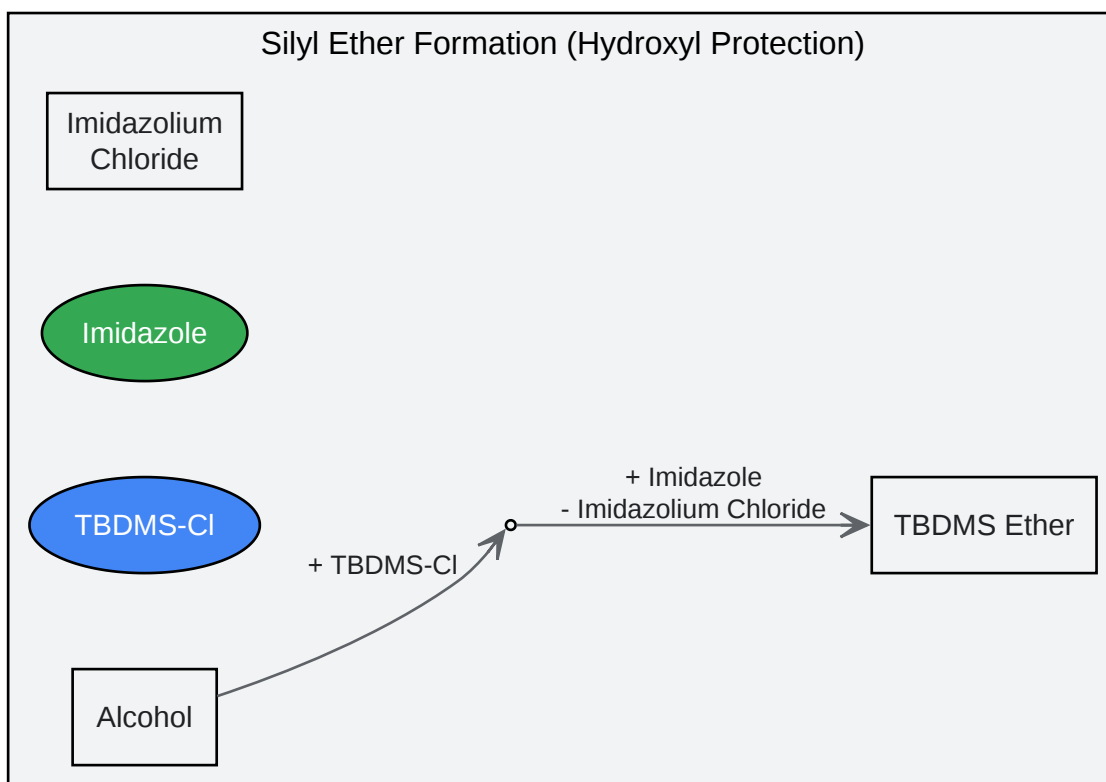 Silyl Ether Formation (Hydroxyl Protection)
Imidazolium
Chloride
Imidazole
TBDMS-Cl
+ TBDMS-Cl
+ Imidazole
- Imidazolium Chloride
TBDMS Ether
Alcohol